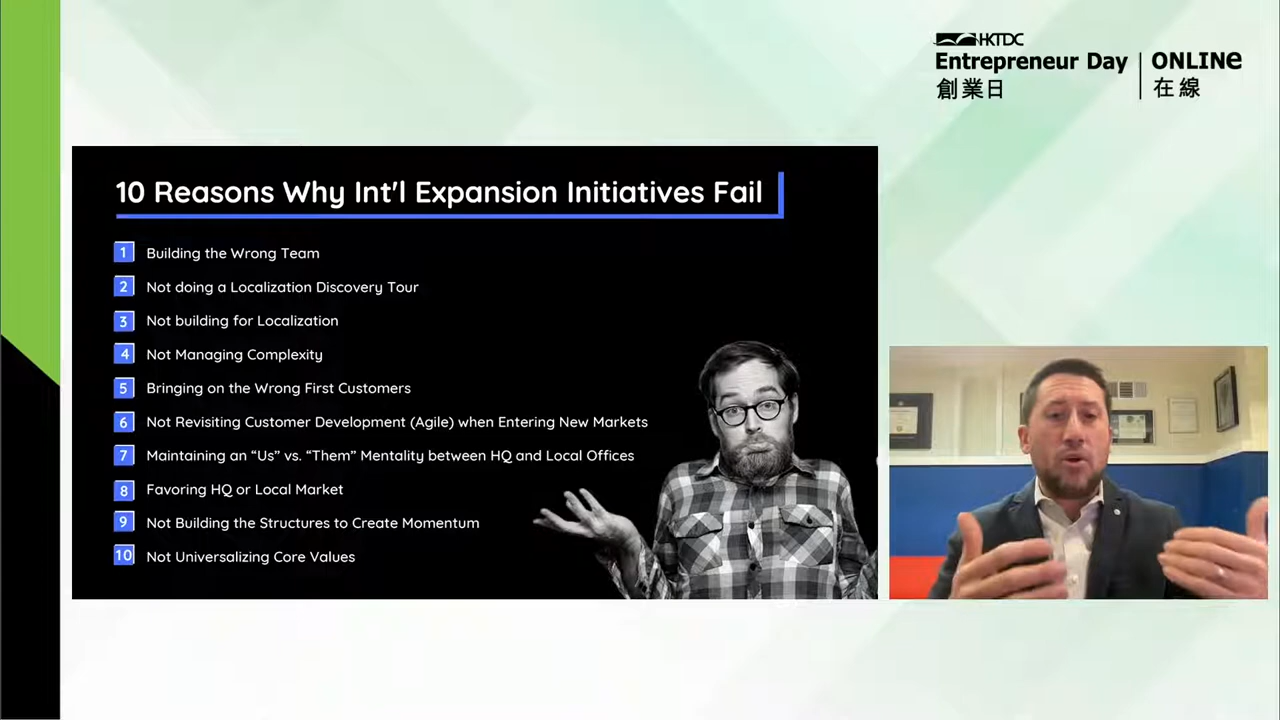 HKTDC
Entrepreneur Day
創業日
ONLINe
在線
10 Reasons Why Int'l Expansion Initiatives Fail
1 Building the Wrong Team
2 Not doing a Localization Discovery Tour
3 Not building for Localization
4 Not Managing Complexity
5 Bringing on the Wrong First Customers
6 Not Revisiting Customer Development (Agile) when Entering New Markets
7 Maintaining an “Us” vs. “Them” Mentality between HQ and Local Offices
8 Favoring HQ or Local Market
9 Not Building the Structures to Create Momentum
10 Not Universalizing Core Values